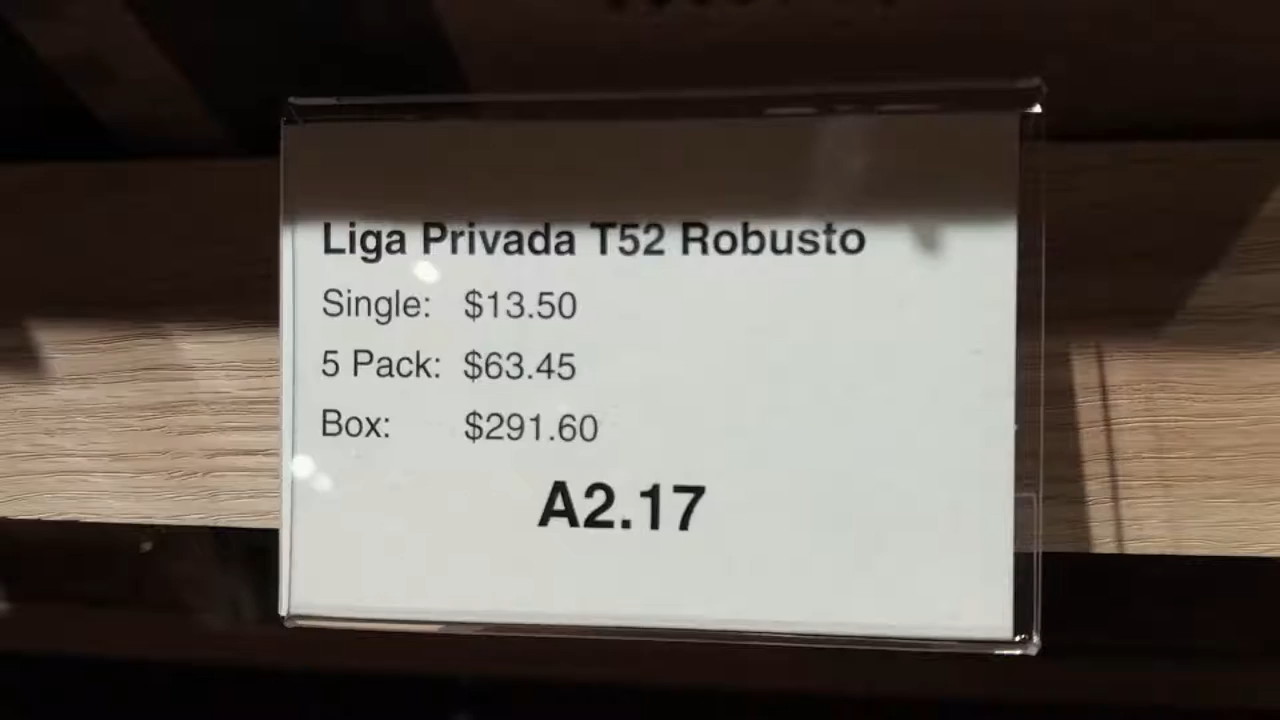 Liga Privada T52 Robusto
Single: $13.50
5 Pack: $63.45
Box: $291.60
A2.17